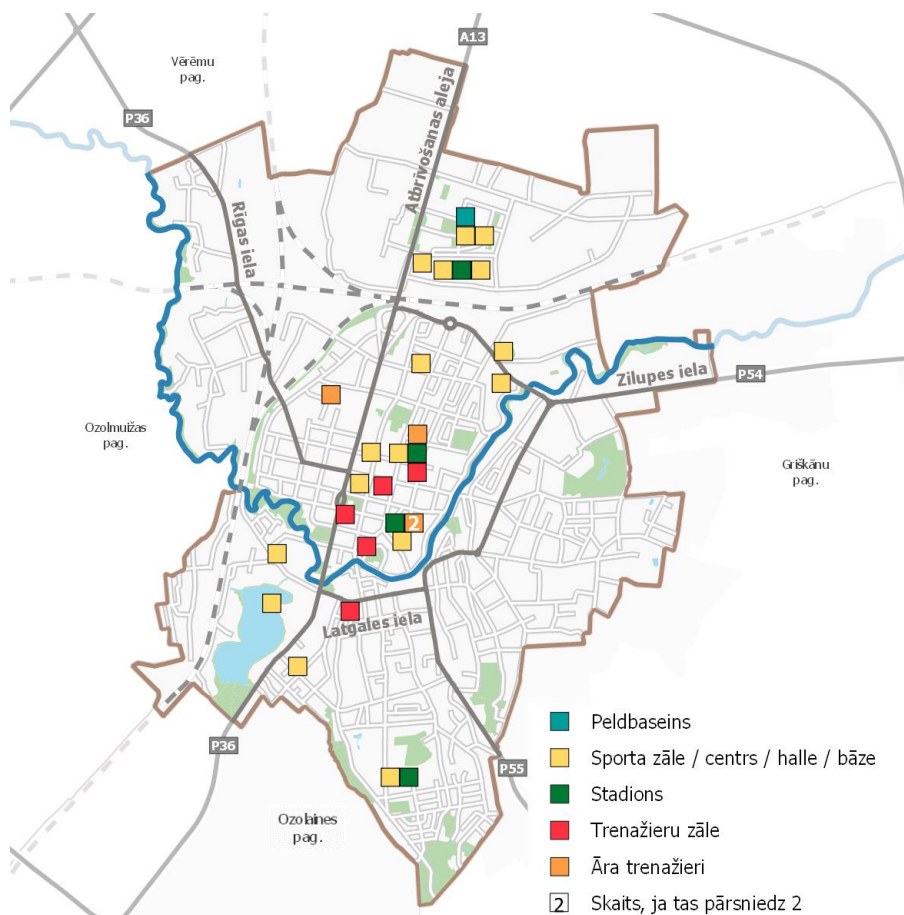 A13
Vērēmu
pag.
P36
Atbrīvošanas aleja
Rīgas iela
Zilupes iela
P54
Ozolmuižas
pag.
Griškānu
pag.
2
Latgales iela
P36
P55
Ozolaines
pag.
Peldbaseins
Sporta zāle / centrs / halle / bāze
Stadions
Trenažieru zāle
Āra trenažieri
2 Skaits, ja tas pārsniedz 2